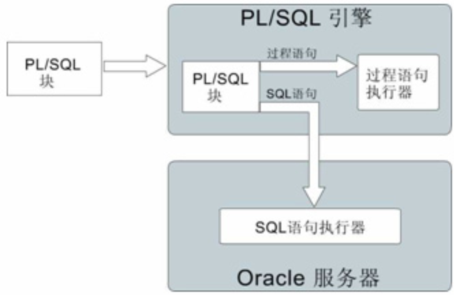 PL/SQL 引擎
PL/SQL
块
PL/SQL
块
过程语句
SQL语句
过程语句
执行器
SQL语句执行器
Oracle 服务器